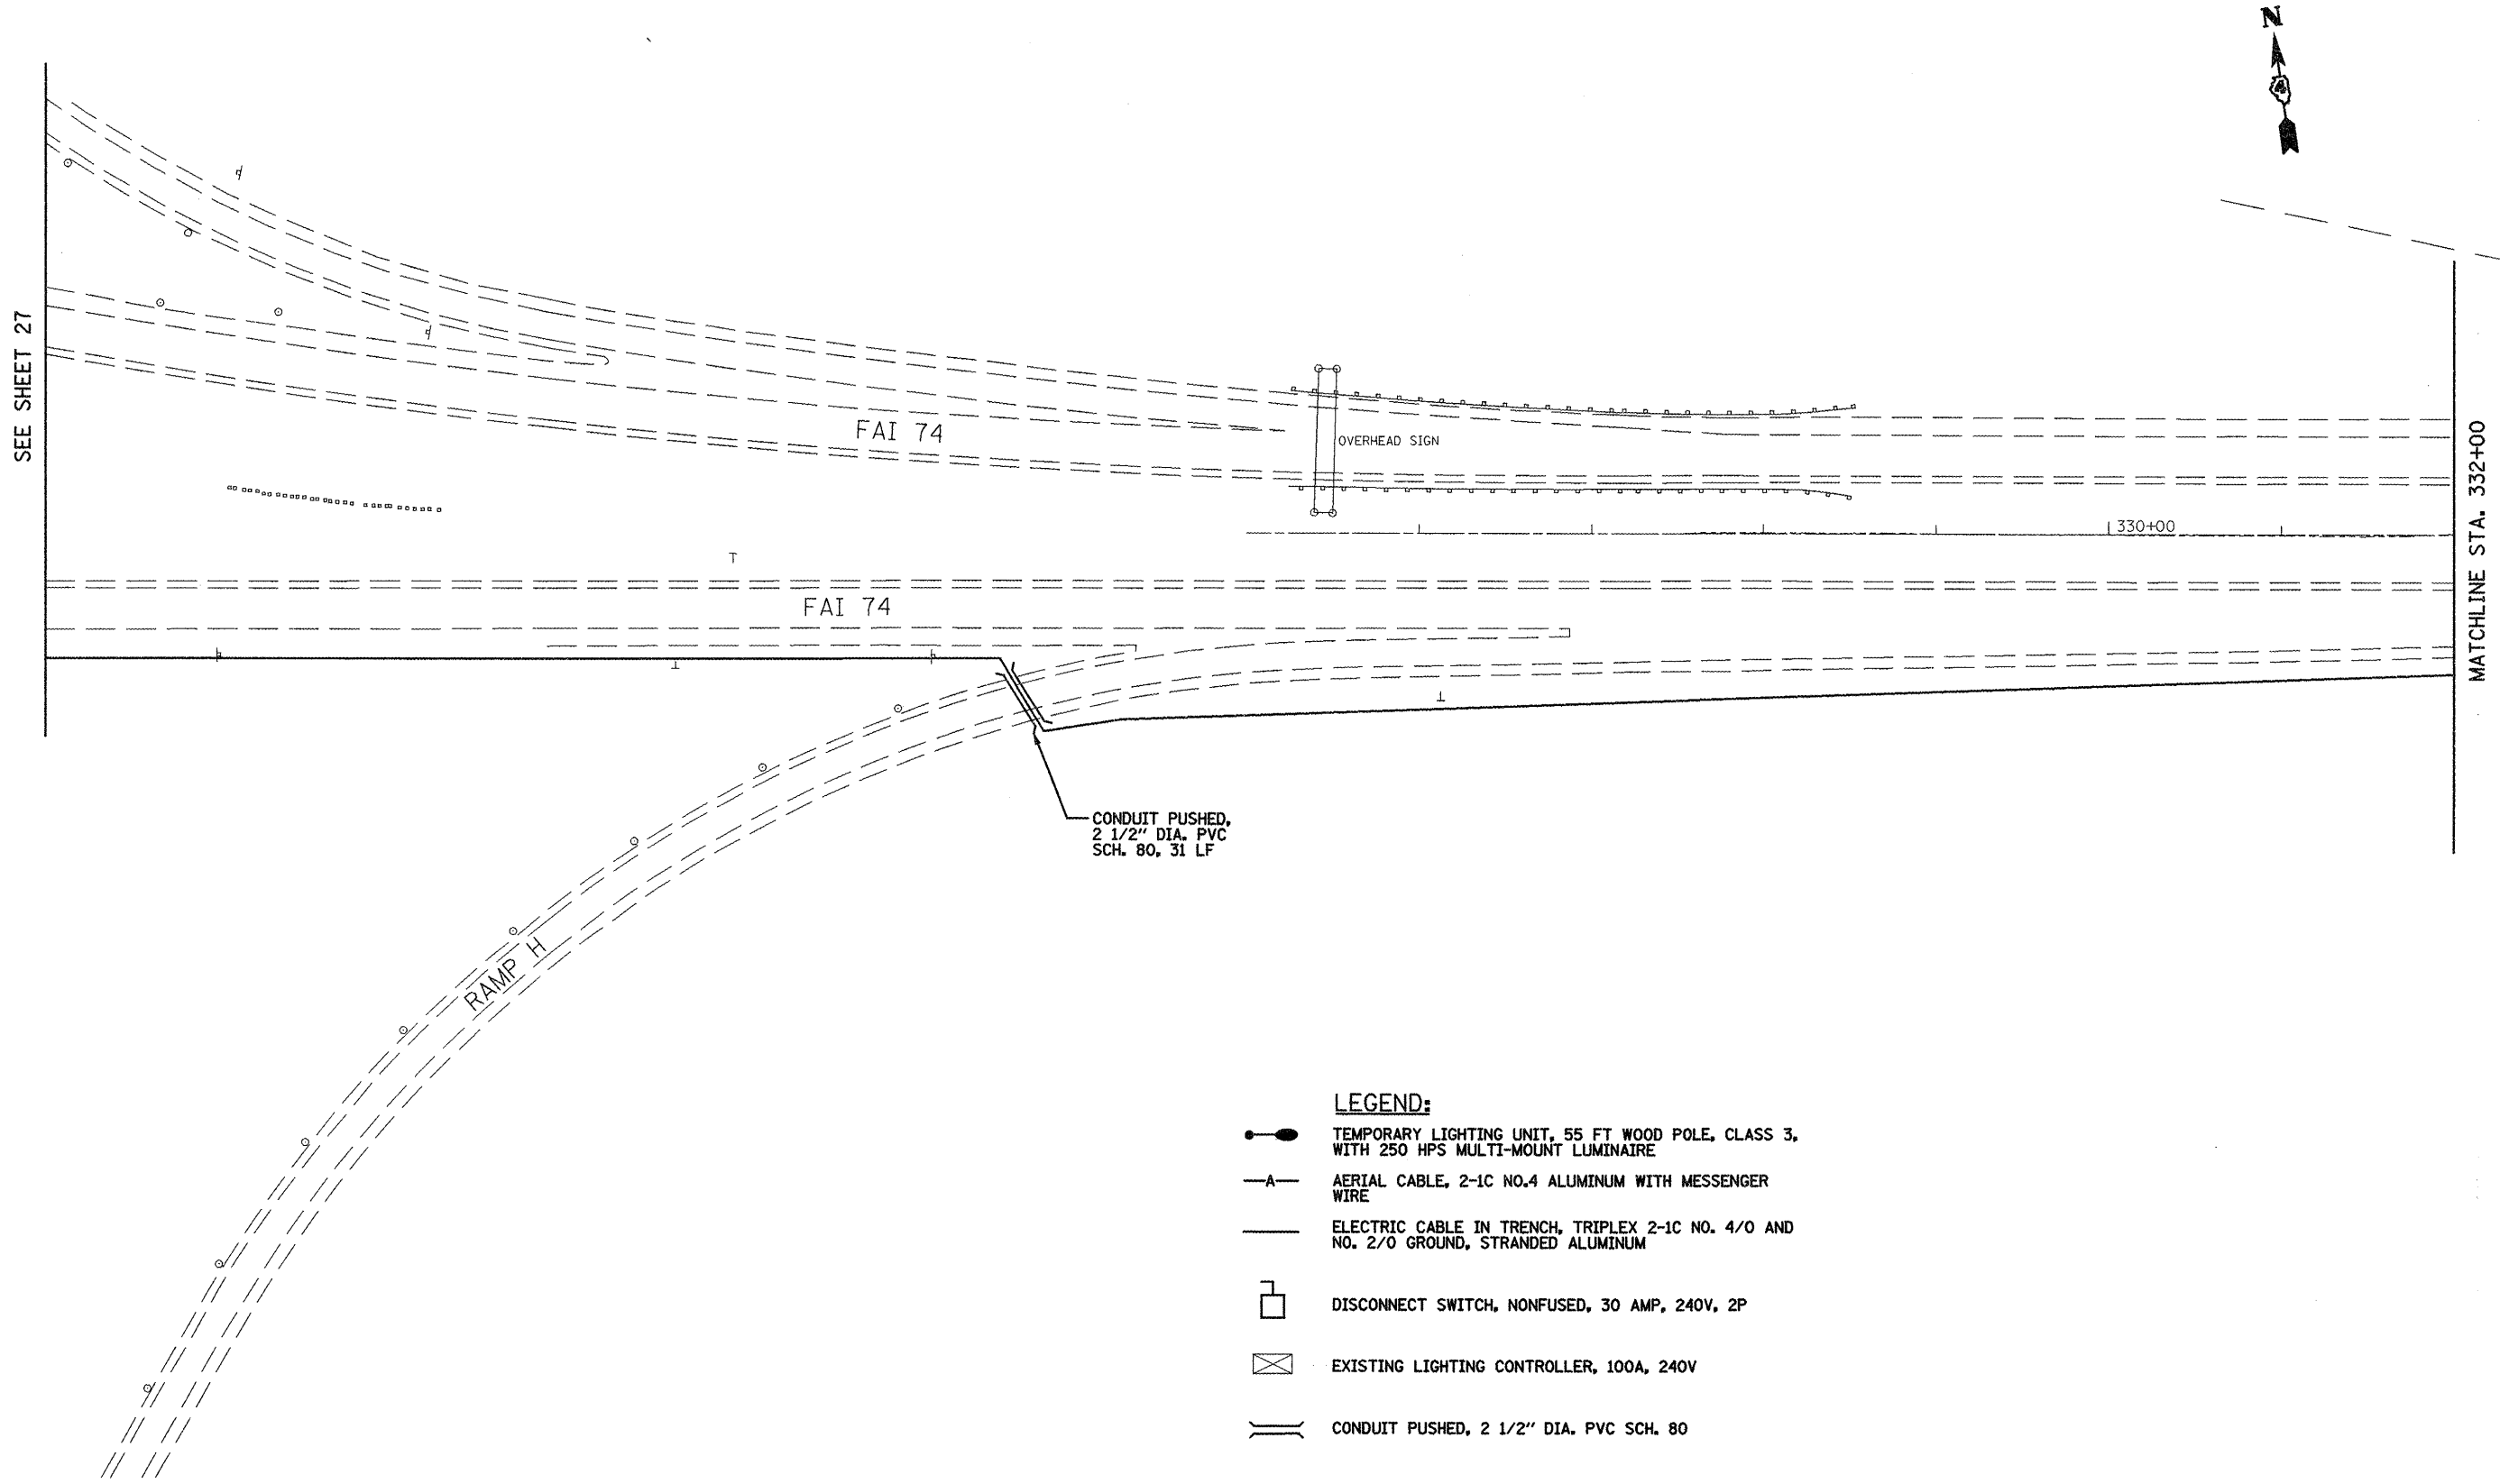 N
SEE SHEET 27
FAI 74
OVERHEAD SIGN
330+00
MATCHLINE STA. 332+00
FAI 74
CONDUIT PUSHED,
2 1/2" DIA. PVC
SCH. 80, 31 LF
RAMP H
LEGEND:
TEMPORARY LIGHTING UNIT, 55 FT WOOD POLE, CLASS 3,
WITH 250 HPS MULTI-MOUNT LUMINAIRE
A
AERIAL CABLE, 2-1C NO.4 ALUMINUM WITH MESSENGER
WIRE
ELECTRIC CABLE IN TRENCH, TRIPLEX 2-1C NO. 4/0 AND
NO. 2/0 GROUND, STRANDED ALUMINUM
DISCONNECT SWITCH, NONFUSED, 30 AMP, 240V, 2P
EXISTING LIGHTING CONTROLLER, 100A, 240V
CONDUIT PUSHED, 2 1/2" DIA. PVC SCH. 80